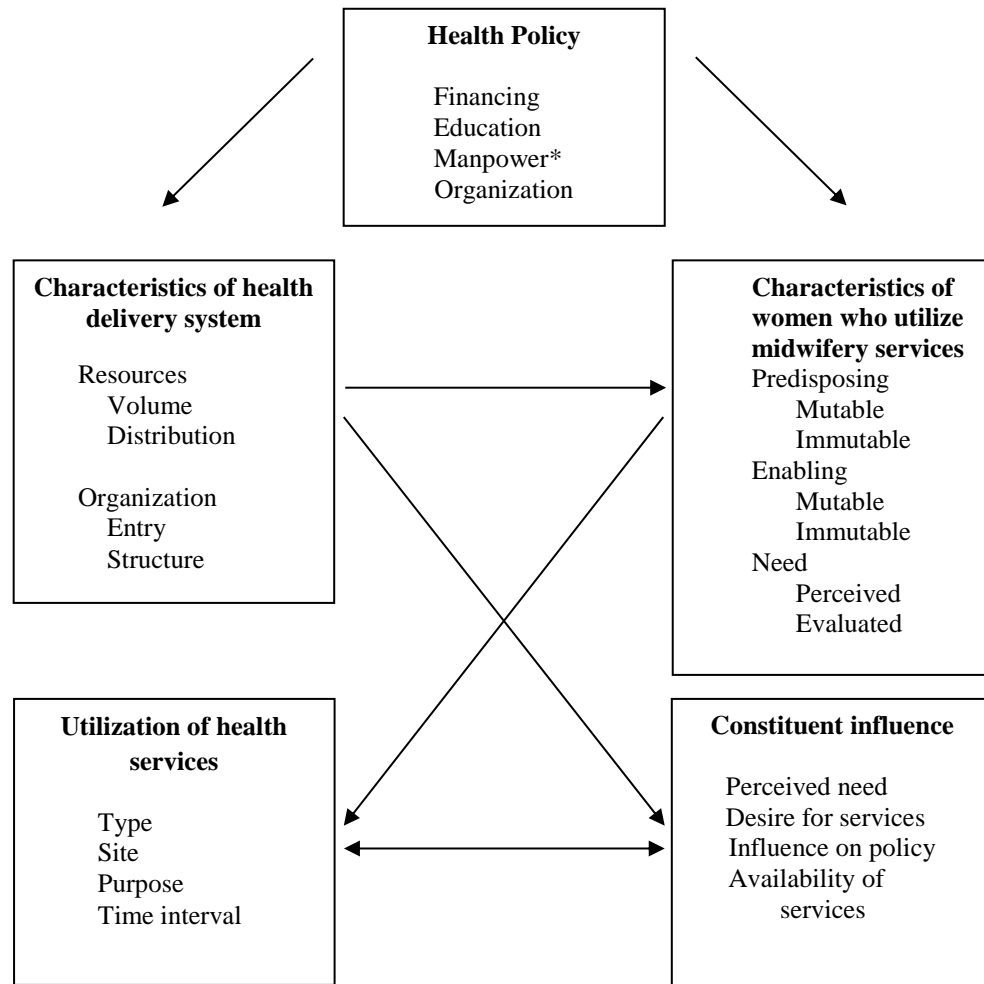 Health Policy
Financing
Education
Manpower*
Organization
Characteristics of health
delivery system
Resources
Volume
Distribution
Organization
Entry
Structure
Characteristics of
women who utilize
midwifery services
Predisposing
Mutable
Immutable
Enabling
Mutable
Immutable
Need
Perceived
Evaluated
Utilization of health
services
Type
Site
Purpose
Time interval
Constituent influence
Perceived need
Desire for services
Influence on policy
Availability of
services